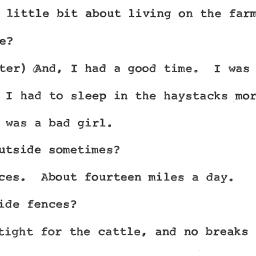 little bit about living on the farm
e?
ter) And, I had a good time.  I was
I had to sleep in the haystacks mor
was a bad girl.
utside sometimes?
ces.  About fourteen miles a day.
ide fences?
tight for the cattle, and no breaks